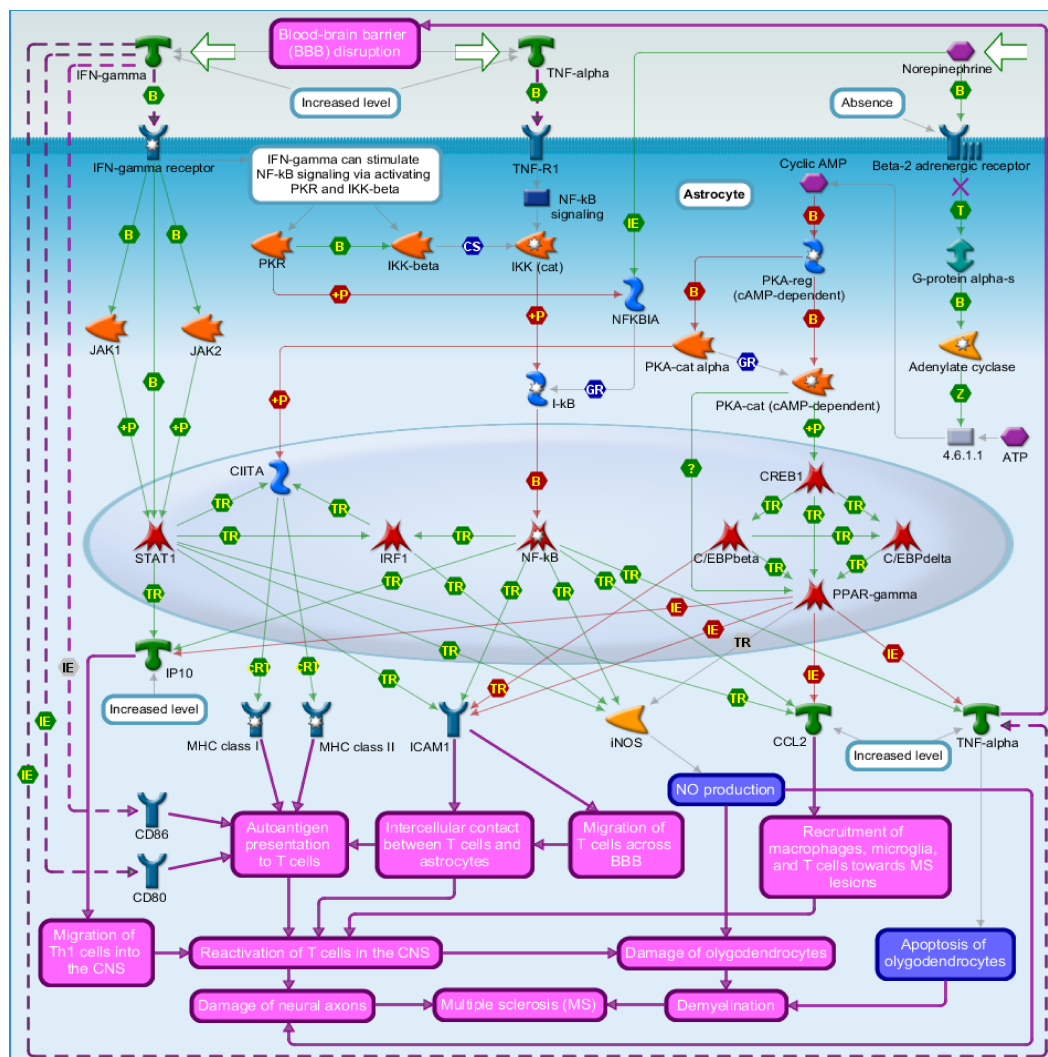 Blood-brain barrier
(BBB) disruption
IFN-gamma
TNF-alpha
Norepinephrine
B
B
B
Increased level
Absence
IFN-gamma receptor
IFN-gamma can stimulate
NF-kB signaling via activating
PKR and IKK-beta
TNF-R1
Cyclic AMP
Beta-2 adrenergic receptor
NF-kB
signaling
Astrocyte
B
B
IE
B
T
PKR
B
IKK-beta
CS
IKK (cat)
PKA-reg
(cAMP-dependent)
G-protein alpha-s
+P
+P
NFKBIA
B
B
B
JAK1
JAK2
PKA-cat alpha
GR
Adenylate cyclase
B
+P
I-kB
GR
PKA-cat (cAMP-dependent)
Z
+P
+P
+P
4.6.1.1
ATP
CIITA
?
CREB1
B
TR
TR
TR
TR
TR
STAT1
TR
IRF1
TR
NF-kB
C/EBPbeta
TR
C/EBPdelta
TR
TR
TR
TR
TR
TR
TR
TR
TR
PPAR-gamma
IE
IE
IE
IE
TR
IP10
IE
cRT
cRT
TR
TR
TR
IE
Increased level
MHC class I
MHC class II
ICAM1
iNOS
CCL2
Increased level
TNF-alpha
IE
NO production
CD86
Autoantigen
presentation
to T cells
Intercellular contact
between T cells and
astrocytes
Migration of
T cells across
BBB
Recruitment of
macrophages, microglia,
and T cells towards MS
lesions
CD80
Migration of
Th1 cells into
the CNS
Reactivation of T cells in the CNS
Damage of olygodendrocytes
Apoptosis of
olygodendrocytes
Damage of neural axons
Multiple sclerosis (MS)
Demyelination